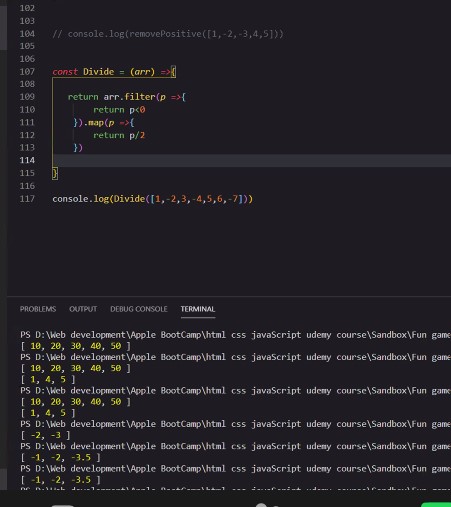 102
103
104 // console.log(removePositive([1,-2,-3,4,5]))
105
106
107 const Divide = (arr) =>{
108
109 return arr.filter(p =>{
110 return p<0
111 }).map(p =>{
112 return p/2
113 })
114
115 }
116
117 console.log(Divide([1,-2,3,-4,5,6,-7]))
PROBLEMS OUTPUT DEBUG CONSOLE TERMINAL
PS D:\Web development\Apple BootCamp\html css javaScript udemy course\Sandbox\Fun game
[ 10, 20, 30, 40, 50 ]
PS D:\Web development\Apple BootCamp\html css javaScript udemy course\Sandbox\Fun game
[ 10, 20, 30, 40, 50 ]
[ 1, 4, 5 ]
PS D:\Web development\Apple BootCamp\html css javaScript udemy course\Sandbox\Fun game
[ 10, 20, 30, 40, 50 ]
[ 1, 4, 5 ]
PS D:\Web development\Apple BootCamp\html css javaScript udemy course\Sandbox\Fun game
[ -2, -3 ]
PS D:\Web development\Apple BootCamp\html css javaScript udemy course\Sandbox\Fun game
[ -1, -2, -3.5 ]
PS D:\Web development\Apple BootCamp\html css javaScript udemy course\Sandbox\Fun game
[ -1, -2, -3.5 ]